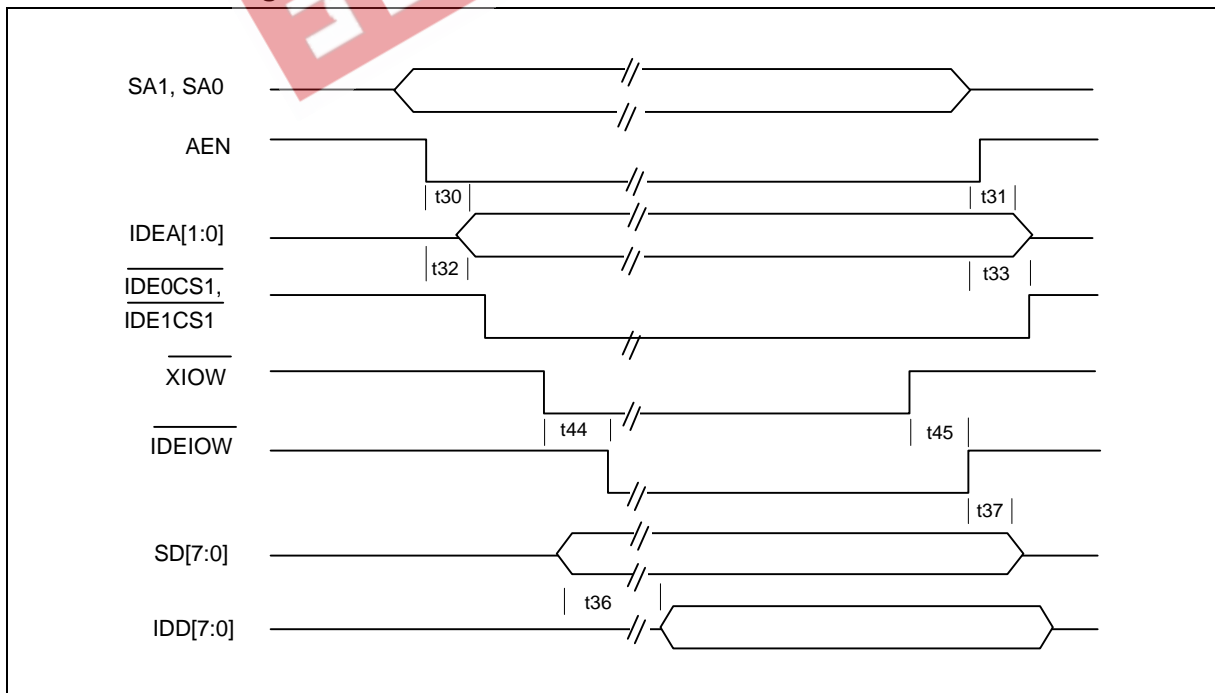 SA1, SA0
AEN
t30
t31
IDEA[1:0]
t32
t33
IDE0CS1,
IDE1CS1
XIOW
t44
t45
IDEIOW
t37
SD[7:0]
t36
IDD[7:0]